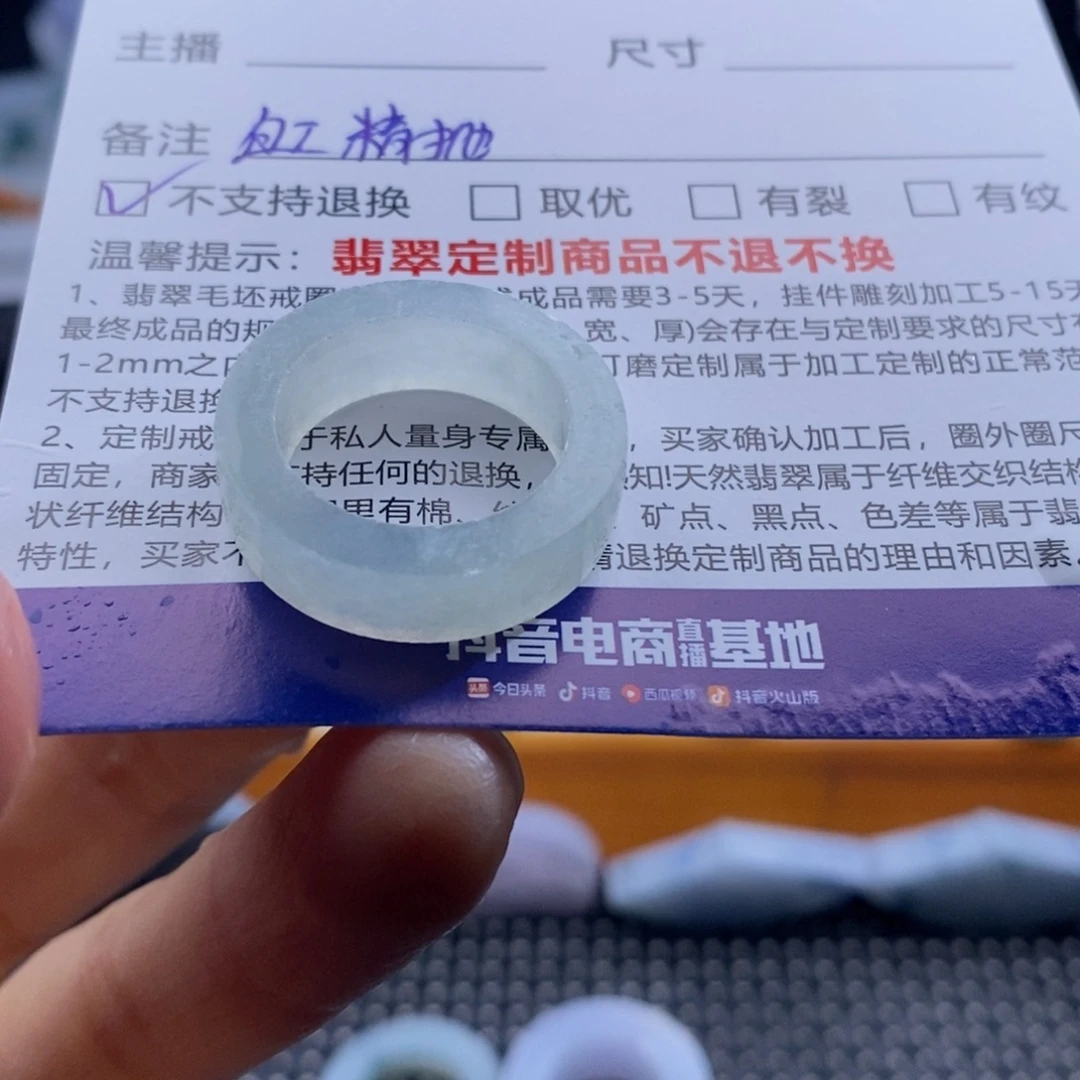 主播 尺寸
备注 缸工精抛
不支持退换 取优 有裂 有纹
温馨提示：翡翠定制商品不退不换
1、翡翠毛坯戒圈 成品需要3-5天，挂件雕刻加工5-15天
最终成品的规 宽、厚)会存在与定制要求的尺寸
1-2mm之 打磨定制属于加工定制的正常范
不支持退换
2、定制戒 于私人量身专属 ，买家确认加工后，圈外圈尺
固定，商家 持任何的退换， 知!天然翡翠属于纤维交织结构
状纤维结构 里有棉、 矿点、黑点、色差等属于翡
特性，买家不 退换定制商品的理由和因素。
抖音电商直播基地
头条 今日头条 抖音 西瓜视频 抖音火山版